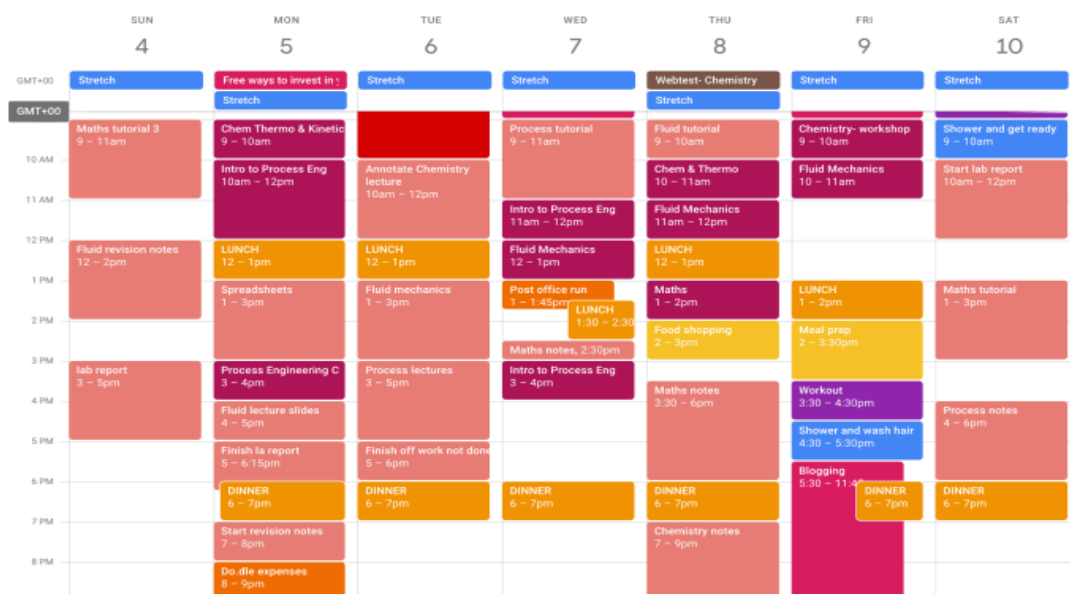 SUN
MON
TUE
WED
THU
FRI
SAT
4
5
6
7
8
9
10
GMT+00
Stretch
Free ways to invest in
Stretch
Stretch
Stretch
Webtest- Chemistry
Stretch
Stretch
Stretch
GMT+00
10 AM
11 AM
12 PM
1 PM
2 PM
3 PM
4 PM
5 PM
6 PM
7 PM
8 PM
Maths tutorial 3
9 – 11am
Fluid revision notes
12 – 2pm
lab report
3 – 5pm
Chem Thermo & Kinetic
9 – 10am
Intro to Process Eng
10am – 12pm
LUNCH
12 – 1pm
Spreadsheets
1 – 3pm
Process Engineering C
3 – 4pm
Fluid lecture slides
4 – 5pm
Finish la report
5 – 6:15pm
DINNER
6 – 7pm
Start revision notes
7 – 8pm
Do.dle expenses
8 – 9pm
Annotate Chemistry
lecture
10am – 12pm
LUNCH
12 – 1pm
Fluid mechanics
1 – 3pm
Process lectures
3 – 5pm
Finish off work not done
5 – 6pm
DINNER
6 – 7pm
Process tutorial
9 – 11am
Intro to Process Eng
11am – 12pm
Fluid Mechanics
12 – 1pm
Post office run
1 – 1:45pm
LUNCH
1:30 – 2:30
Maths notes, 2:30pm
Intro to Process Eng
3 – 4pm
DINNER
6 – 7pm
Fluid tutorial
9 – 10am
Chem & Thermo
10 – 11am
Fluid Mechanics
11am – 12pm
LUNCH
12 – 1pm
Maths
1 – 2pm
Food shopping
2 – 3pm
Maths notes
3:30 – 6pm
DINNER
6 – 7pm
Chemistry notes
7 – 9pm
Chemistry- workshop
9 – 10am
Fluid Mechanics
10 – 11am
LUNCH
1 – 2pm
Meal prep
2 – 3:30pm
Workout
3:30 – 4:30pm
Shower and wash hair
4:30 – 5:30pm
Blogging
5:30 – 11:4
DINNER
6 – 7pm
Shower and get ready
9 – 10am
Start lab report
10am – 12pm
Maths tutorial
1 – 3pm
Process notes
4 – 6pm
DINNER
6 – 7pm